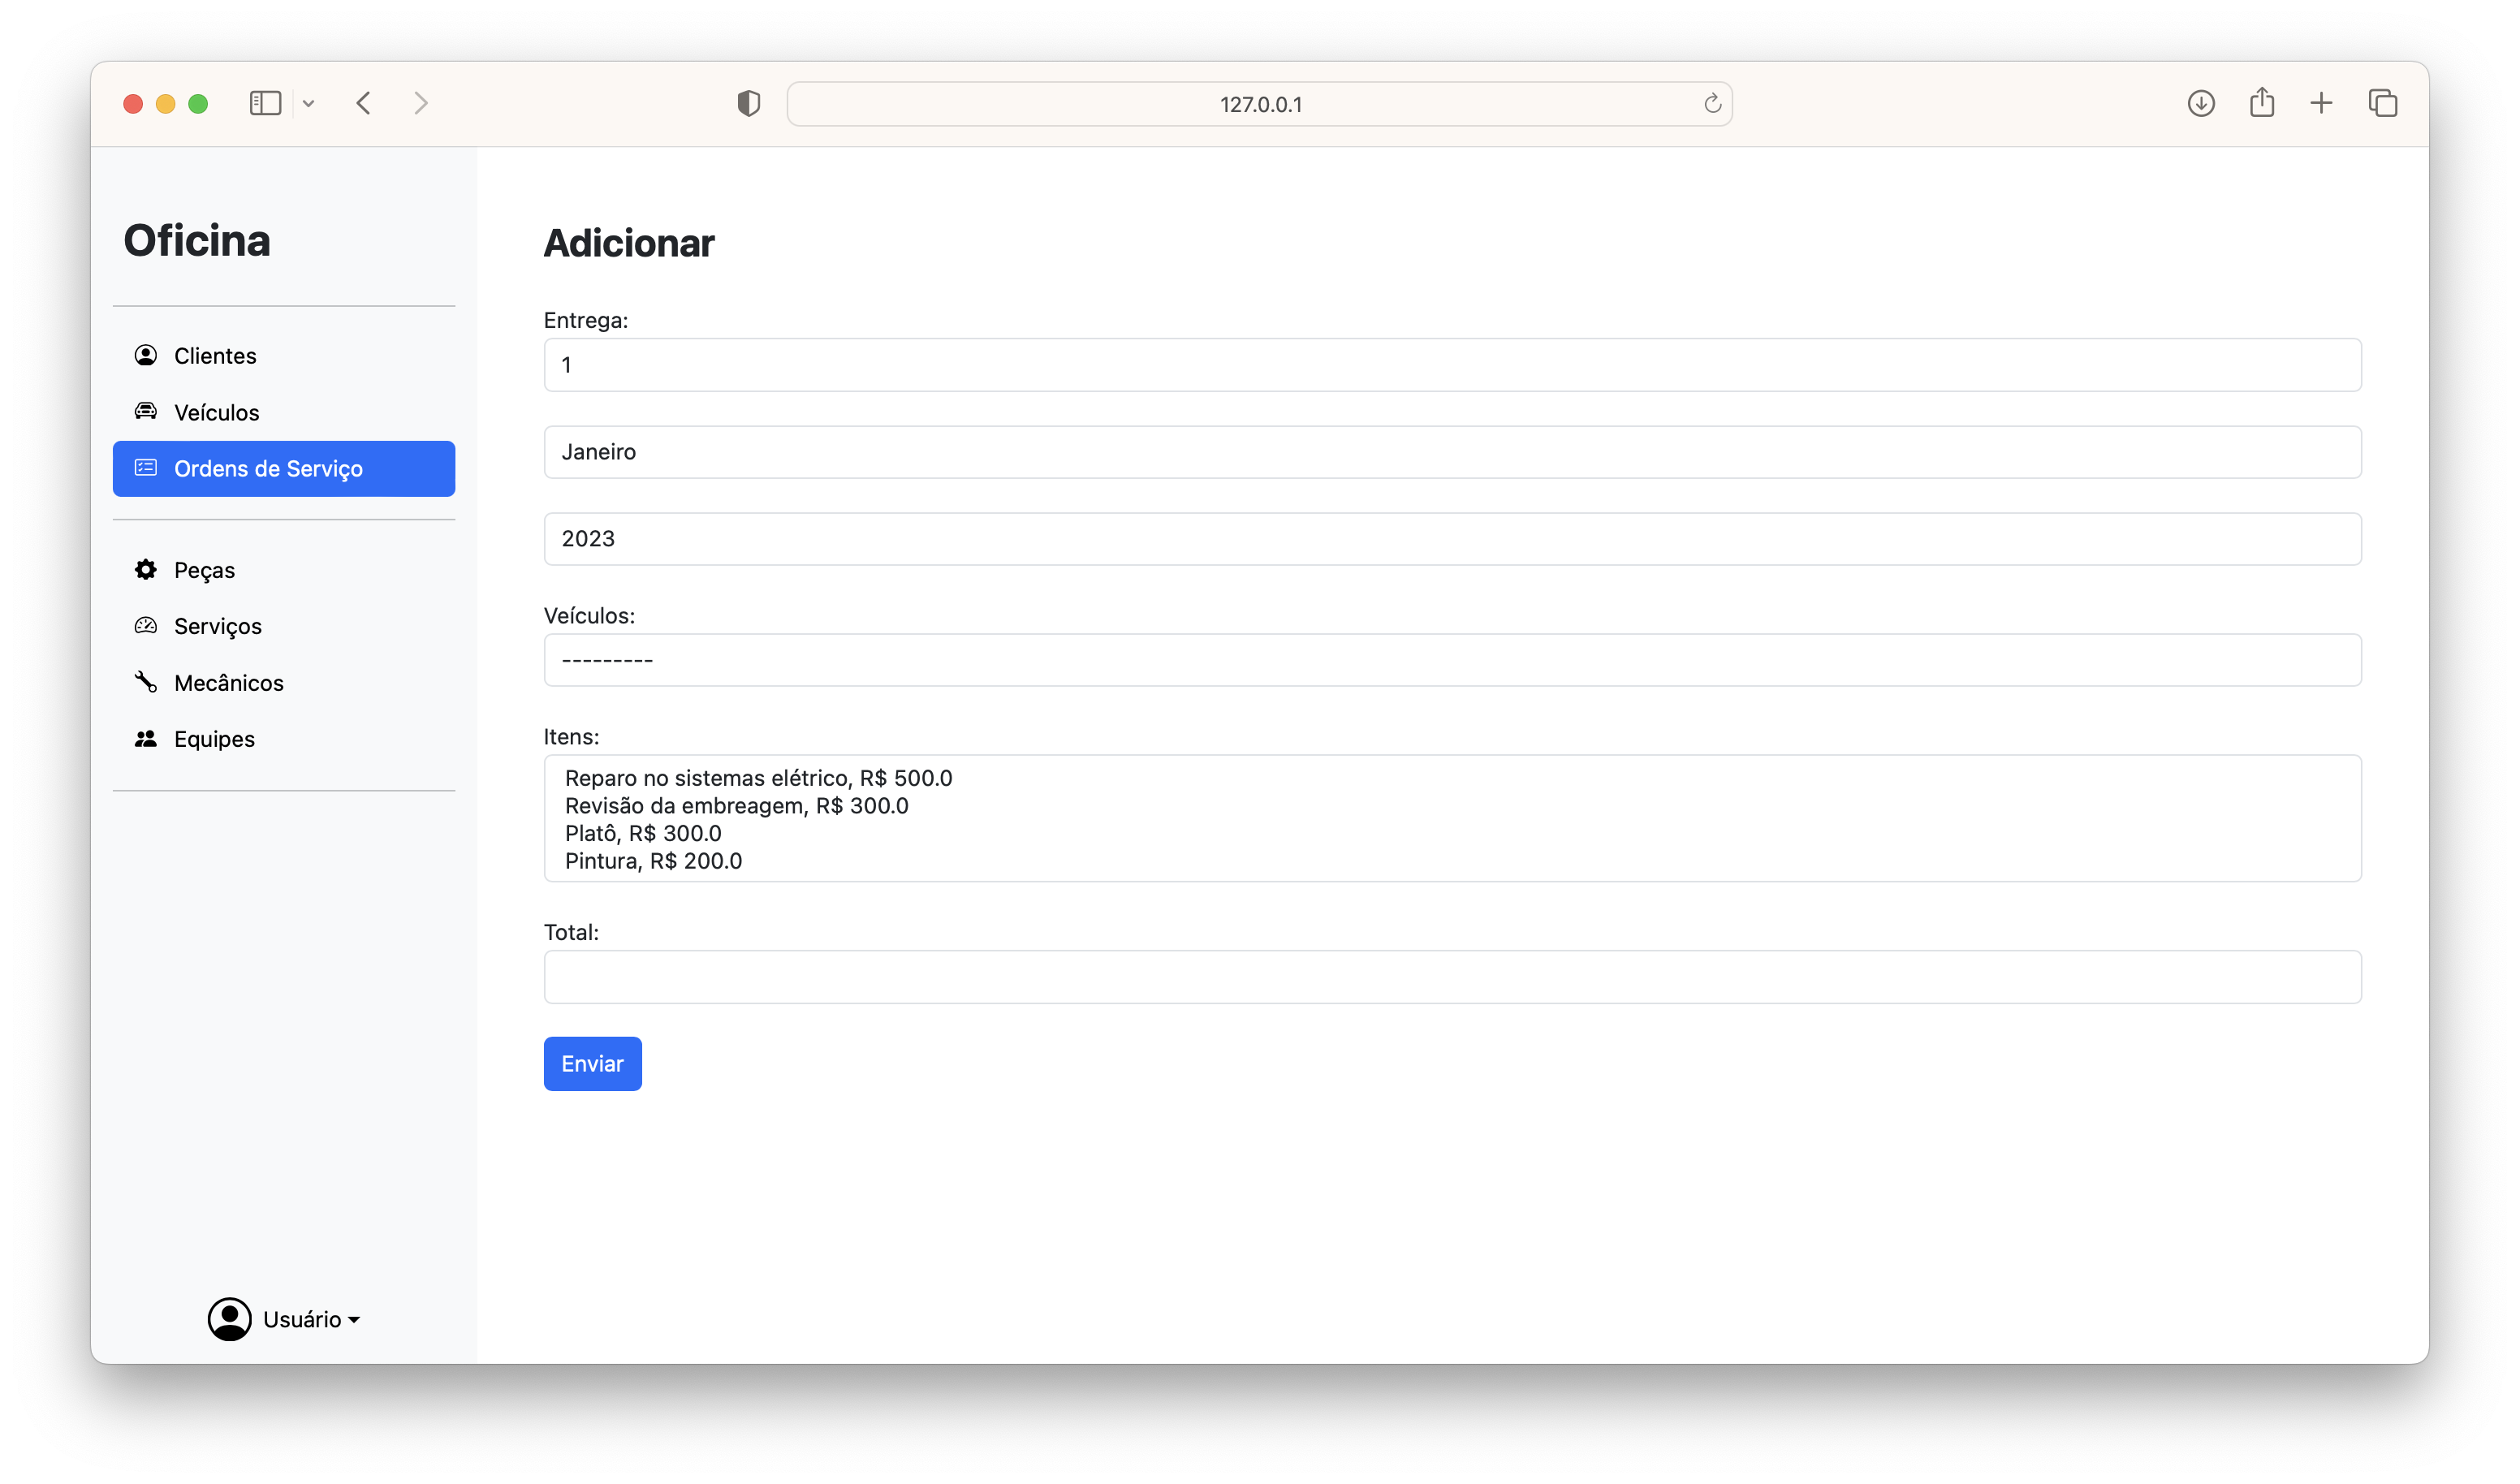 127.0.0.1
Oficina
Clientes
Veículos
Ordens de Serviço
Peças
Serviços
Mecânicos
Equipes
Usuário
Adicionar
Entrega:
1
Janeiro
2023
Veículos:
---------
Itens:
Reparo no sistemas elétrico, R$ 500.0
Revisão da embreagem, R$ 300.0
Platô, R$ 300.0
Pintura, R$ 200.0
Total:
Enviar